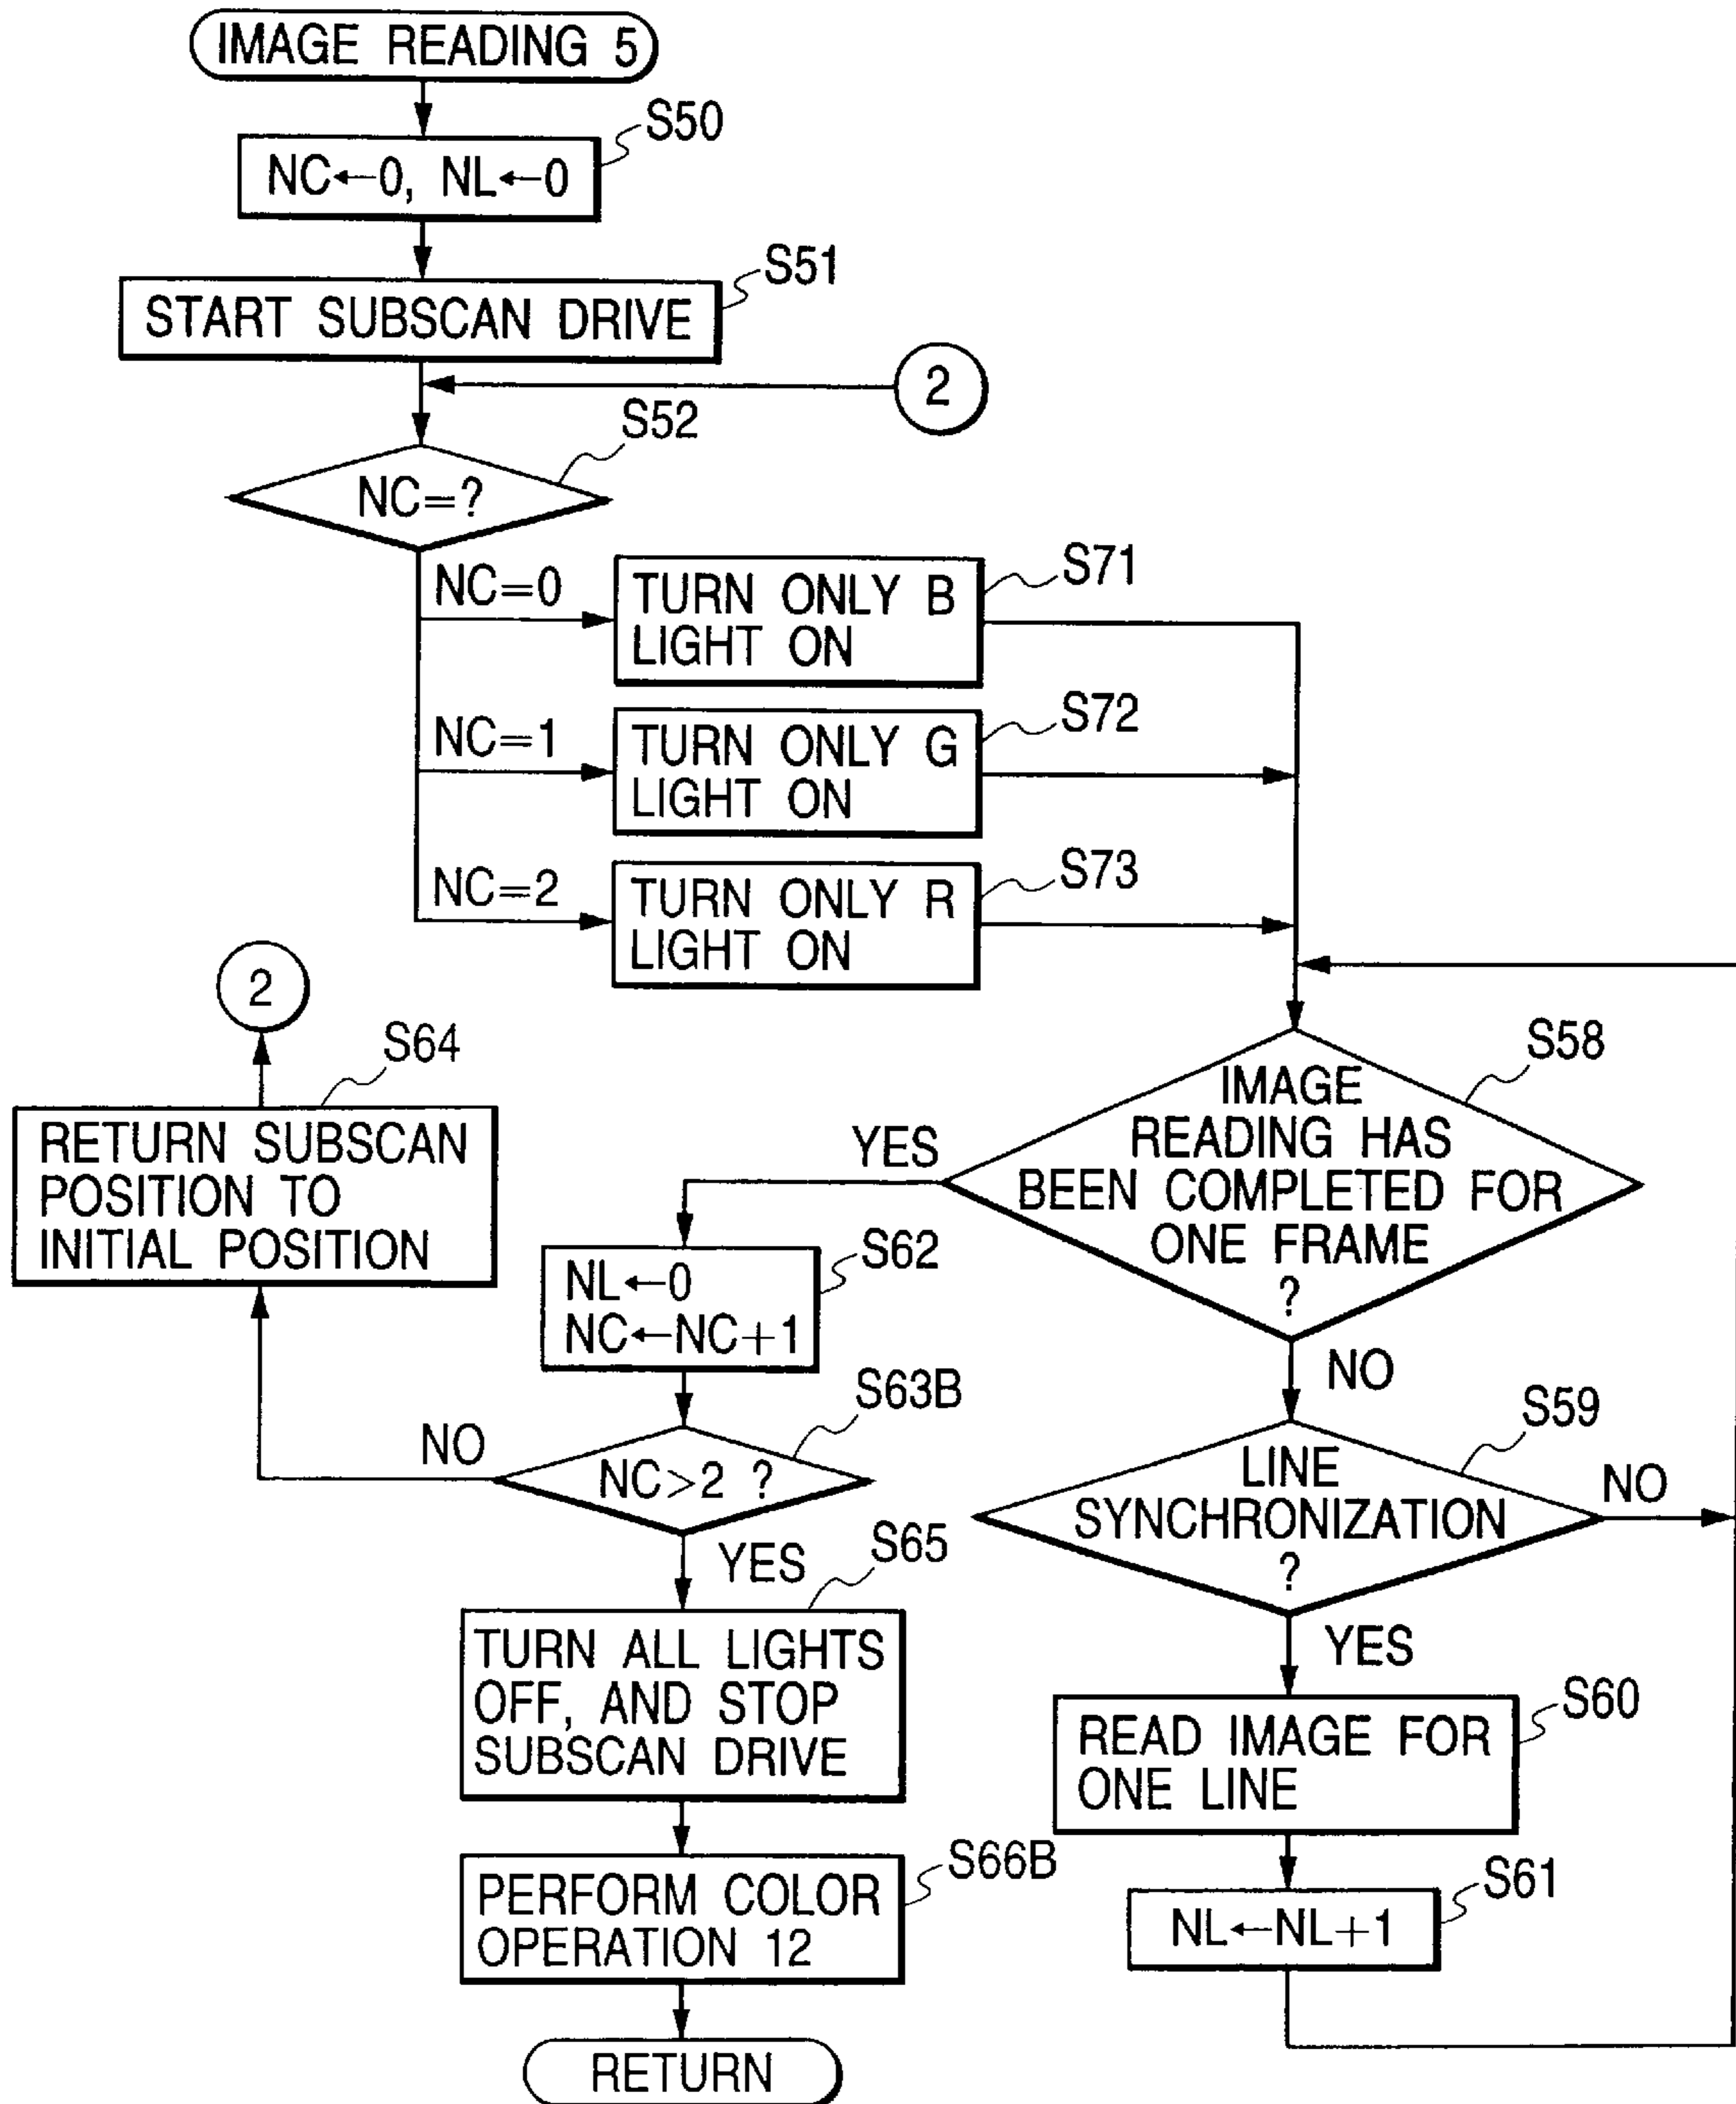 IMAGE READING 5
S50
NC←0, NL←0
S51
START SUBSCAN DRIVE
2
S52
NC=?
NC=0
TURN ONLY B
LIGHT ON
S71
NC=1
TURN ONLY G
LIGHT ON
S72
NC=2
TURN ONLY R
LIGHT ON
S73
2
S64
RETURN SUBSCAN
POSITION TO
INITIAL POSITION
S58
IMAGE
READING HAS
BEEN COMPLETED FOR
ONE FRAME
?
YES
NO
S62
NL←0
NC←NC+1
S63B
NC>2 ?
NO
YES
S59
LINE
SYNCHRONIZATION
?
NO
YES
S65
TURN ALL LIGHTS
OFF, AND STOP
SUBSCAN DRIVE
S60
READ IMAGE FOR
ONE LINE
S66B
PERFORM COLOR
OPERATION 12
S61
NL←NL+1
RETURN